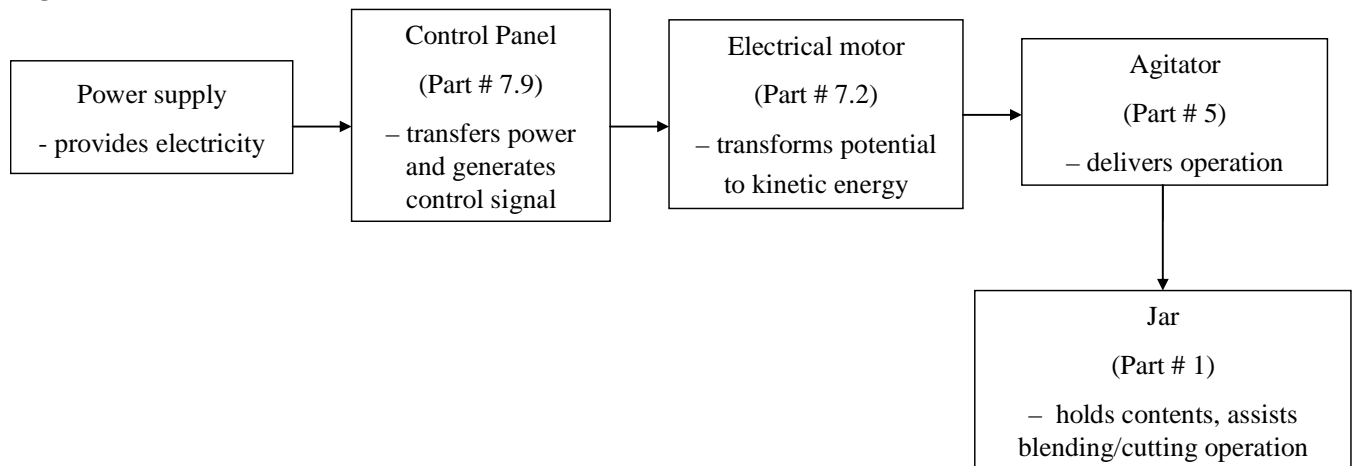 Power supply
- provides electricity
Control Panel
(Part # 7.9)
– transfers power
and generates
control signal
Electrical motor
(Part # 7.2)
– transforms potential
to kinetic energy
Agitator
(Part # 5)
– delivers operation
Jar
(Part # 1)
– holds contents, assists
blending/cutting operation